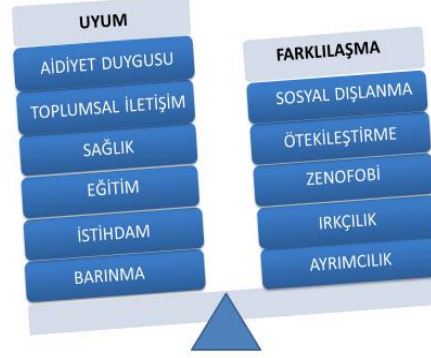 UYUM
AİDİYET DUYGUSU
TOPLUMSAL İLETİŞİM
SAĞLIK
EĞİTİM
İSTİHDAM
BARINMA
FARKLILAŞMA
SOSYAL DIŞLANMA
ÖTEKİLEŞTİRME
ZENOFOBİ
IRKÇILIK
AYRIMCILIK